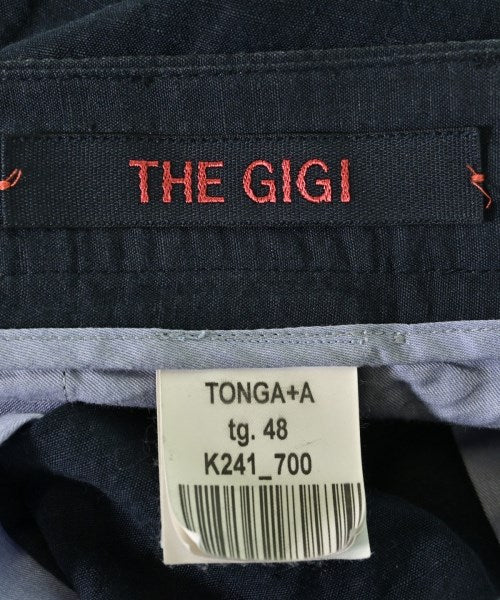 THE GIGI
TONGA+A
tg. 48
K241_700